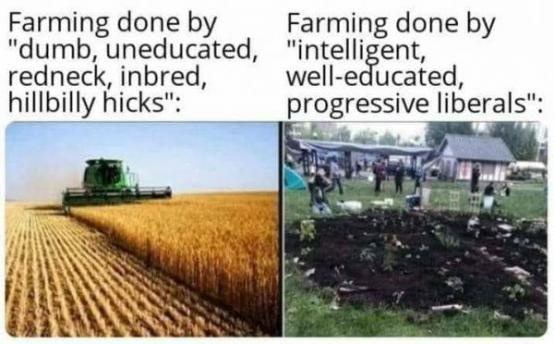 Farming done by
"dumb, uneducated,
redneck, inbred,
hillbilly hicks":
Farming done by
"intelligent,
well-educated,
progressive liberals":